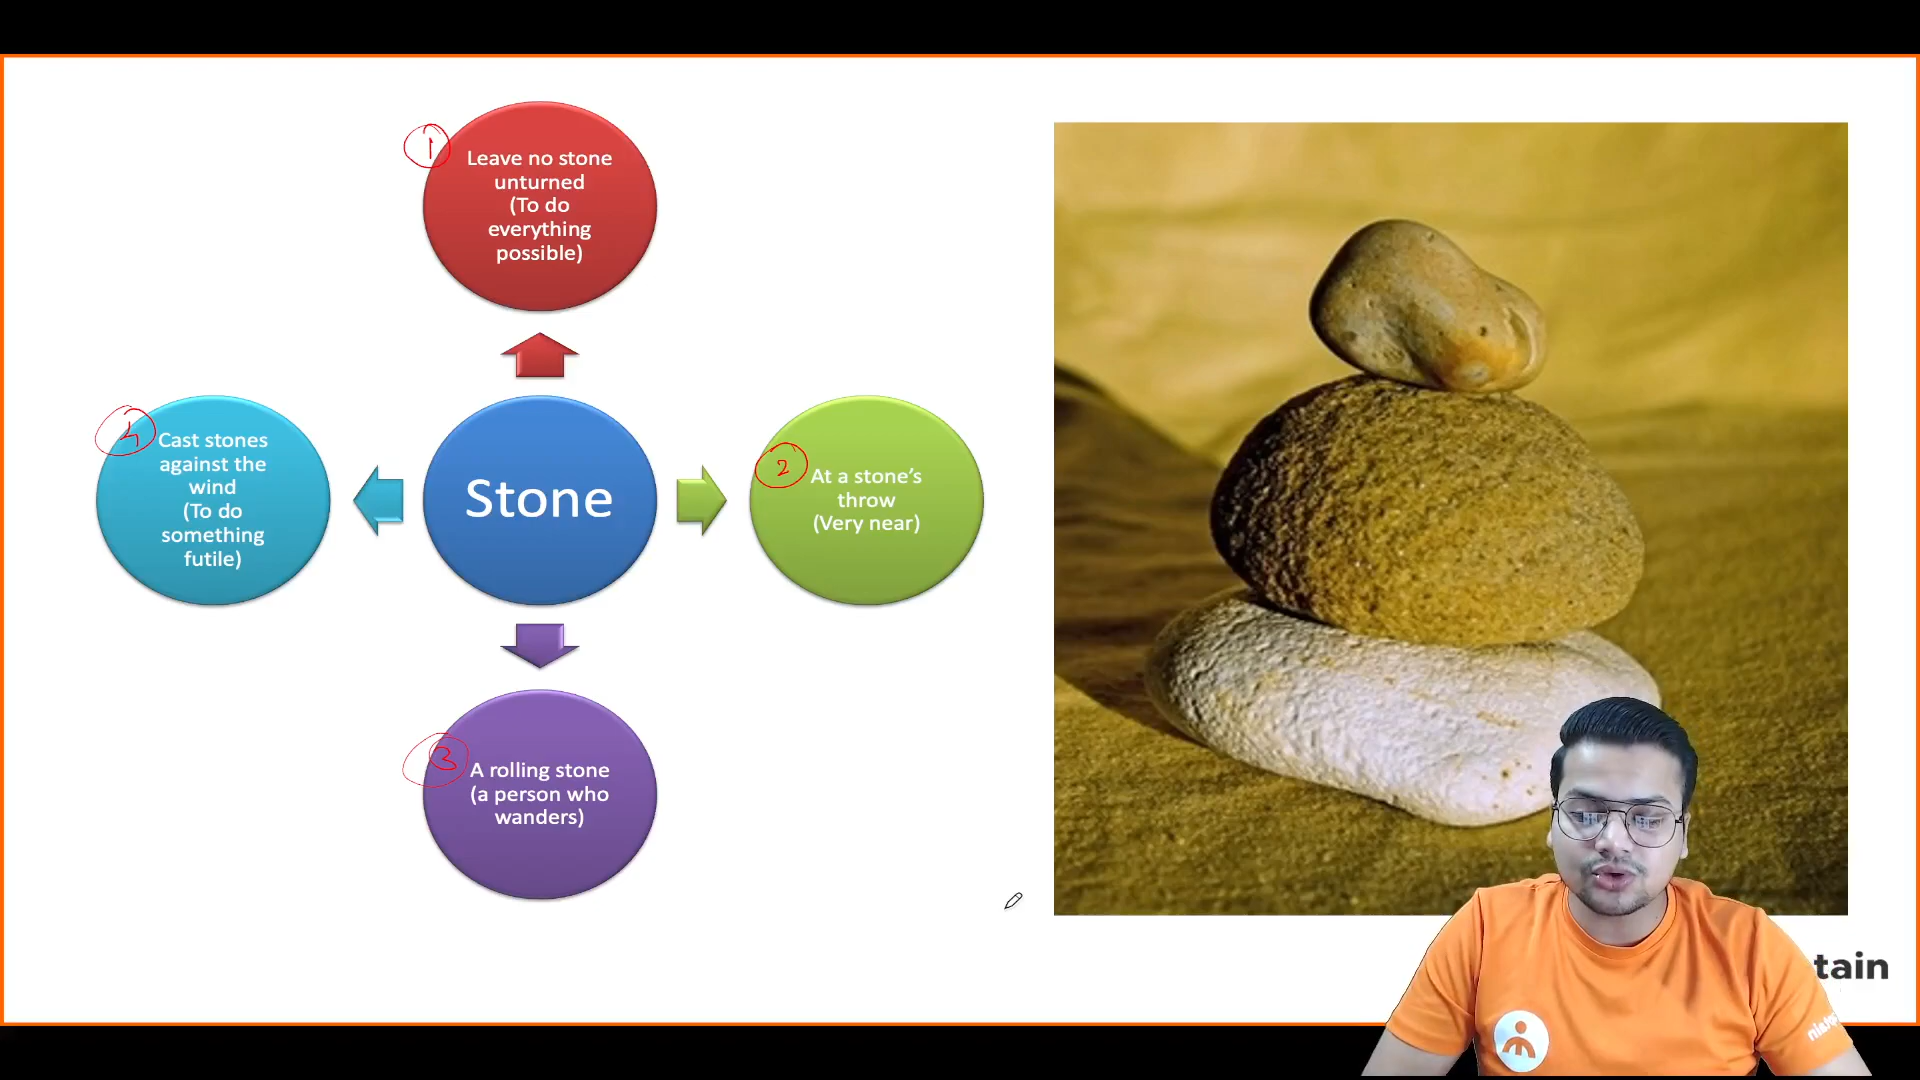 1
Leave no stone
unturned
(To do
everything
possible)
4
Cast stones
against the
wind
(To do
something
futile)
Stone
2
At a stone’s
throw
(Very near)
3
A rolling stone
(a person who
wanders)
tain